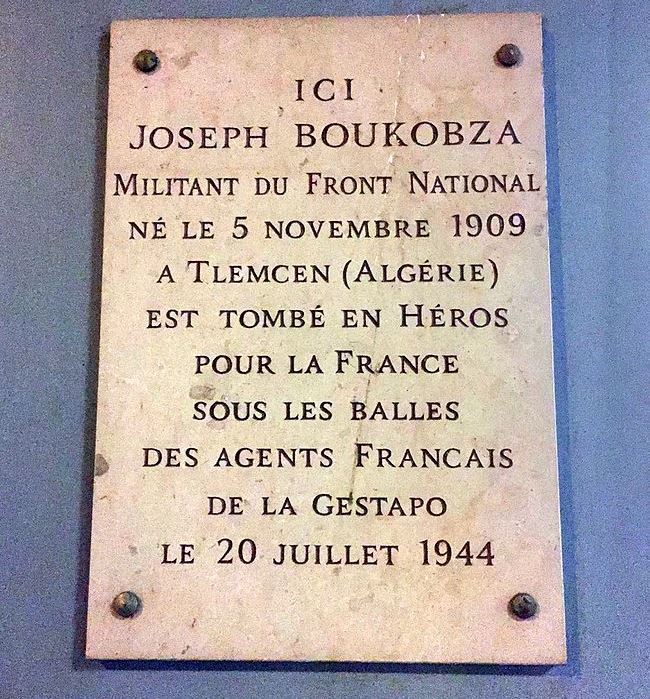 ICI
JOSEPH BOUKOBZA
MILITANT DU FRONT NATIONAL
NÉ LE 5 NOVEMBRE 1909
A TLEMCEN (ALGÉRIE)
EST TOMBÉ EN HÉROS
POUR LA FRANCE
SOUS LES BALLES
DES AGENTS FRANCAIS
DE LA GESTAPO
LE 20 JUILLET 1944